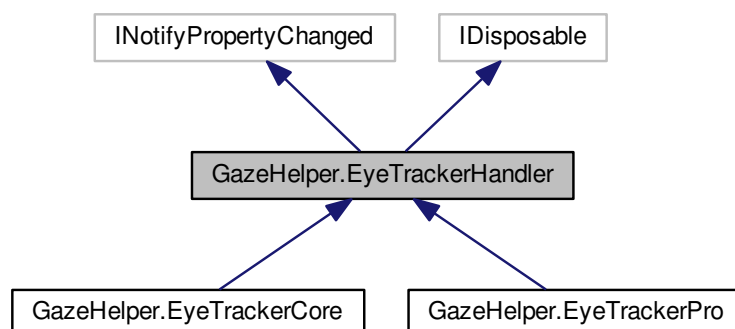 INotifyPropertyChanged
IDisposable
GazeHelper.EyeTrackerHandler
GazeHelper.EyeTrackerCore
GazeHelper.EyeTrackerPro